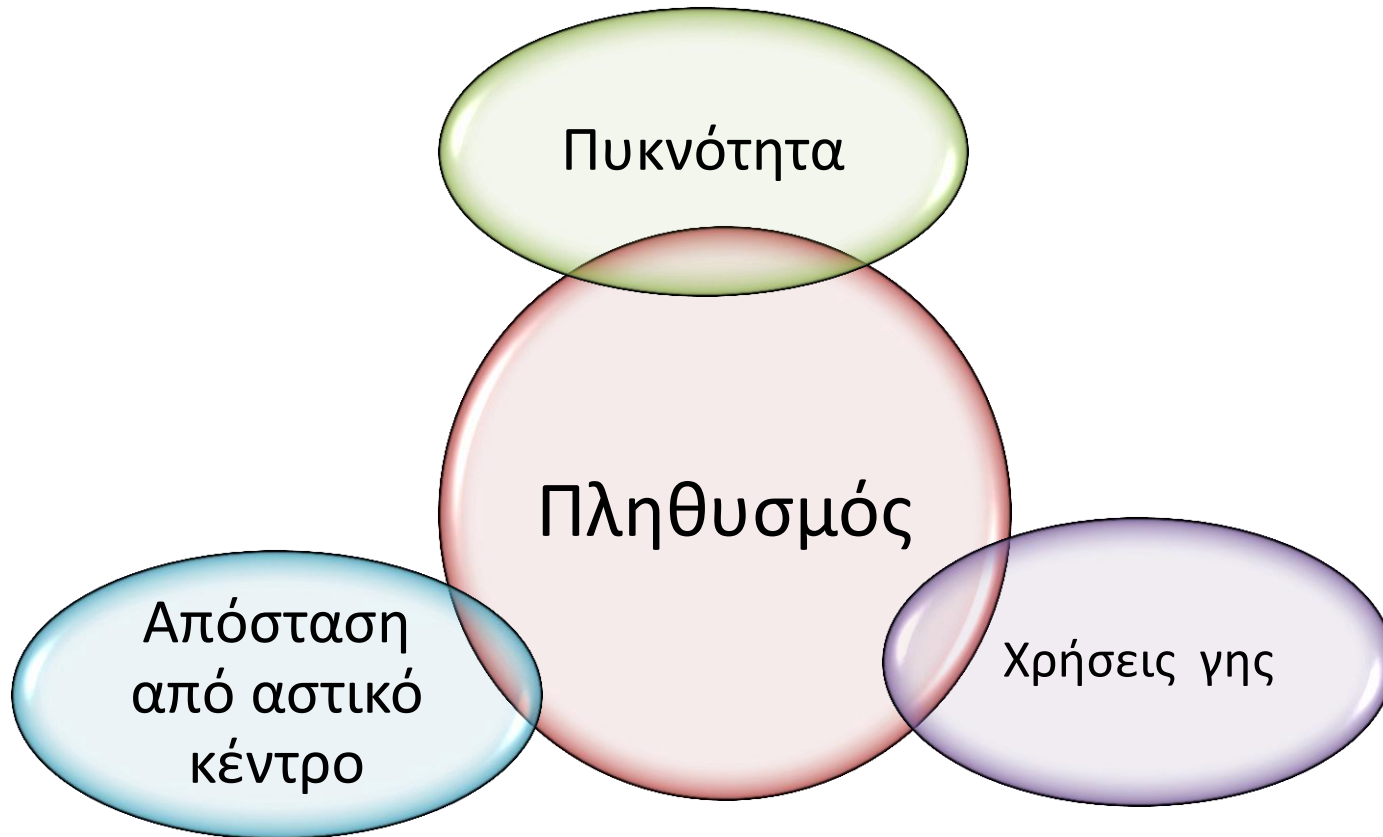 Πυκνότητα
Πληθυσμός
Απόσταση
από αστικό
κέντρο
Χρήσεις γης